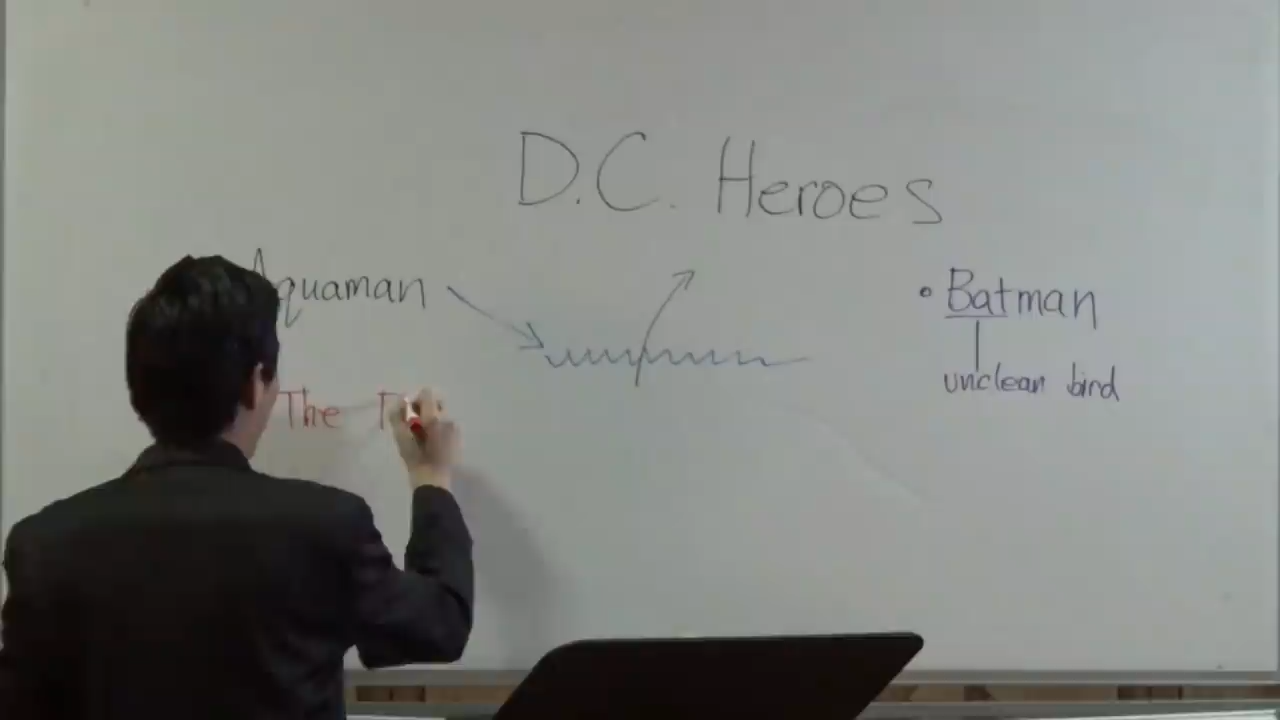 D.C. Heroes
Aquaman
• Batman
unclean bird
The